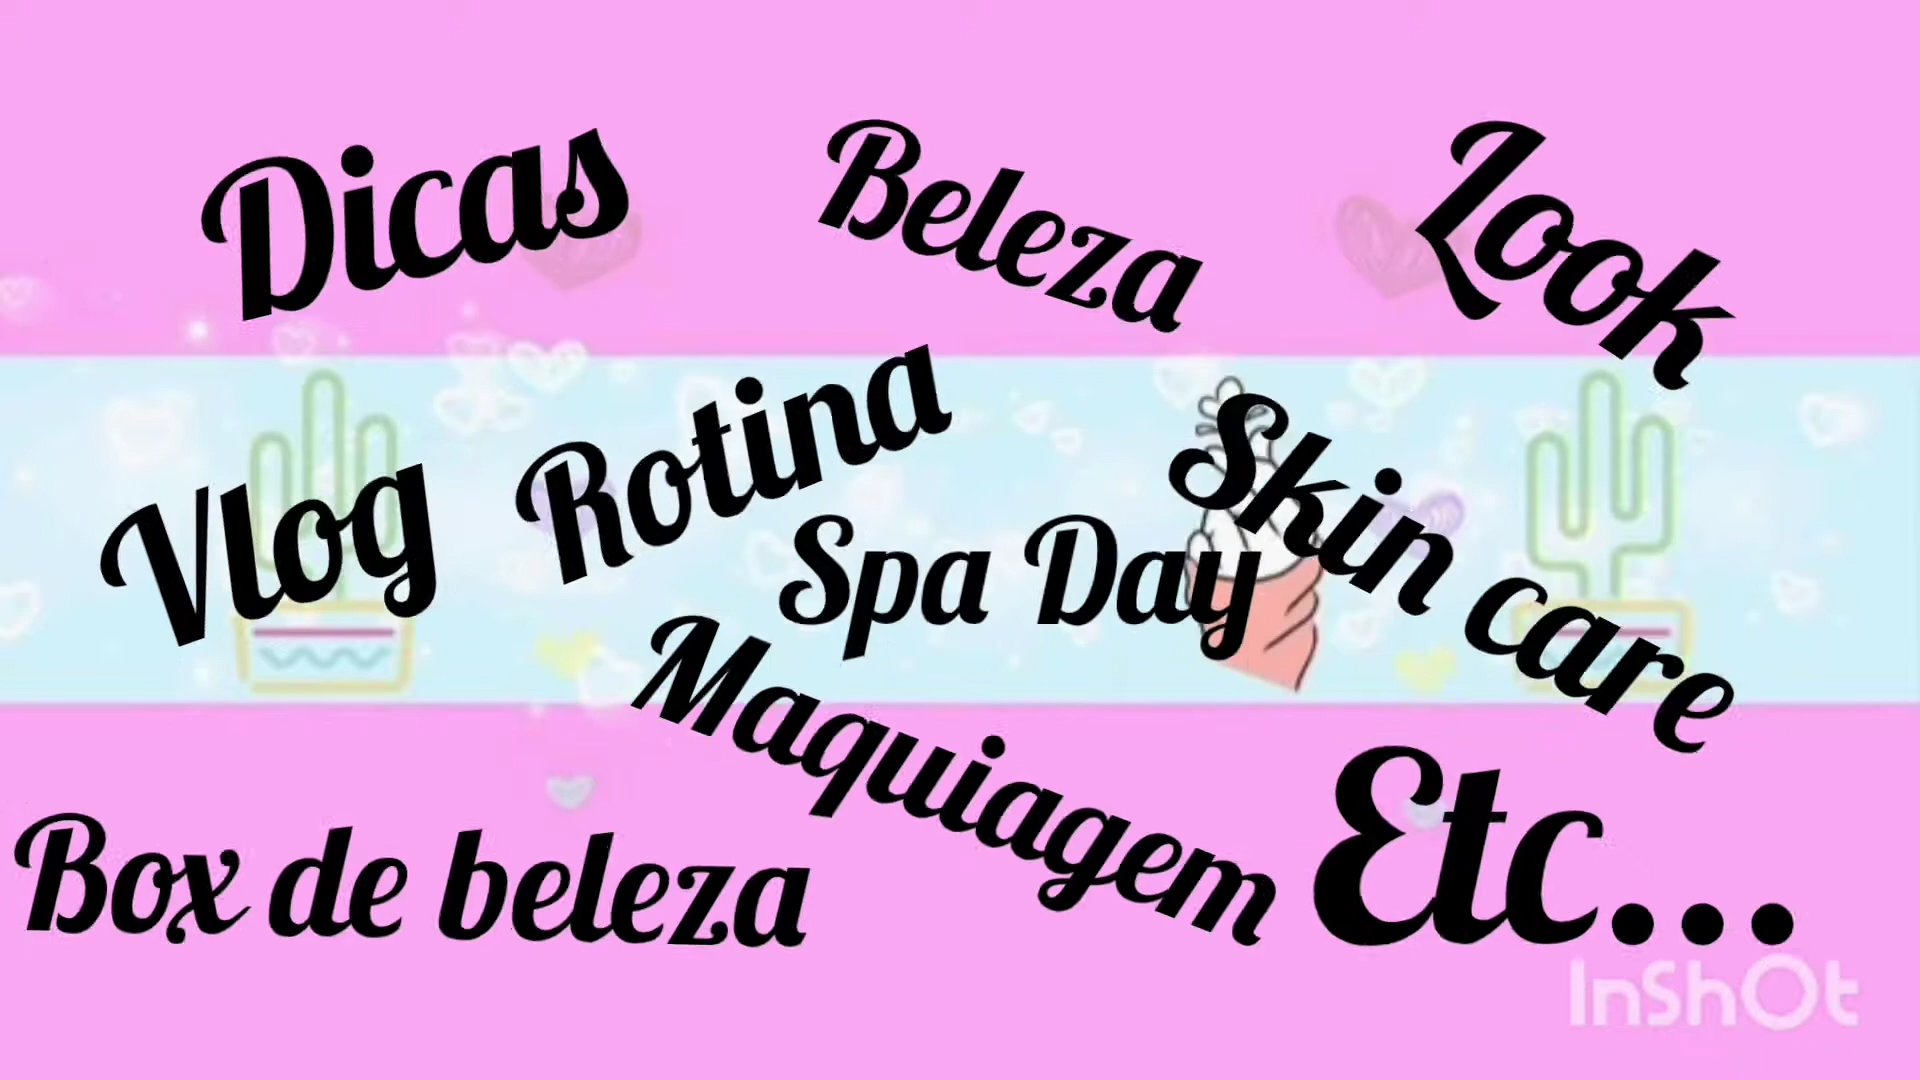 Dicas
Beleza
Look
Vlog
Rotina
Skin care
Spa Day
Maquiagem
Box de beleza
Etc...
InShOt